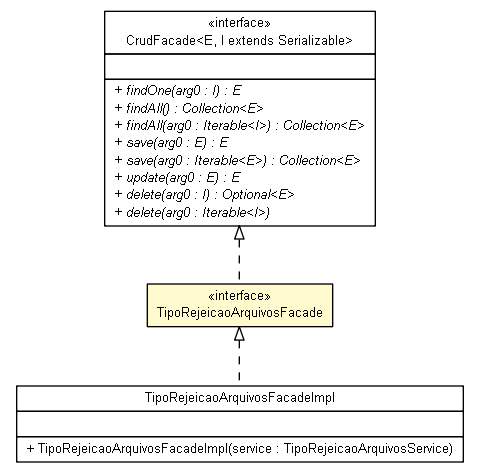 «interface»
CrudFacade<E, I extends Serializable>
+ findOne(arg0 : I) : E
+ findAll() : Collection<E>
+ findAll(arg0 : Iterable<I>) : Collection<E>
+ save(arg0 : E) : E
+ save(arg0 : Iterable<E>) : Collection<E>
+ update(arg0 : E) : E
+ delete(arg0 : I) : Optional<E>
+ delete(arg0 : Iterable<I>)
«interface»
TipoRejeicaoArquivosFacade
TipoRejeicaoArquivosFacadeImpl
+ TipoRejeicaoArquivosFacadeImpl(service : TipoRejeicaoArquivosService)